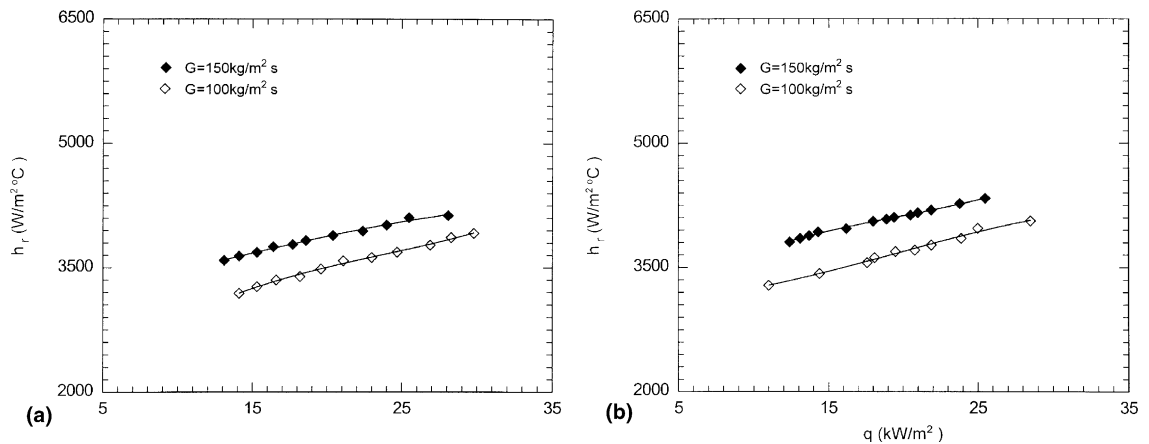 6500
5000
3500
2000
h r (W/m² °C )
G=150kg/m² s
G=100kg/m² s
5
15
25
35
(a)
6500
5000
3500
2000
h r (W/m² °C )
G=150kg/m² s
G=100kg/m² s
5
15
25
35
q (kW/m² )
(b)